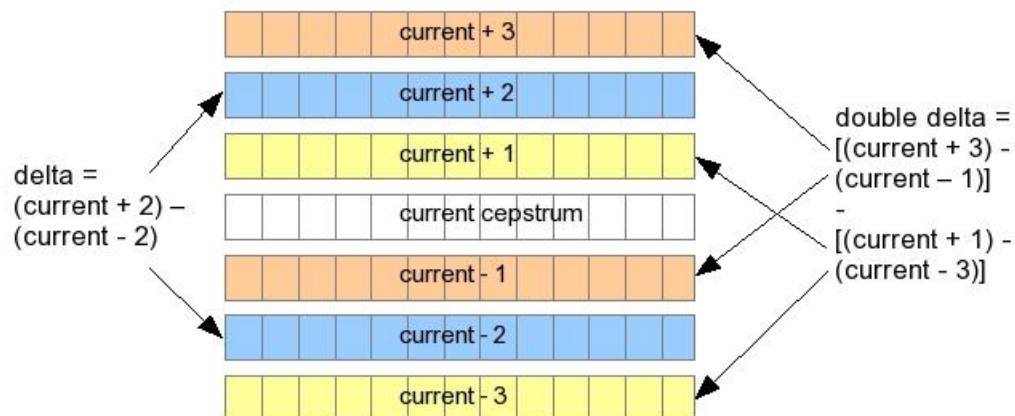 current + 3
current + 2
current + 1
current cepstrum
current - 1
current - 2
current - 3
delta =
(current + 2) –
(current - 2)
double delta =
[(current + 3) -
(current – 1)]
-
[(current + 1) -
(current - 3)]